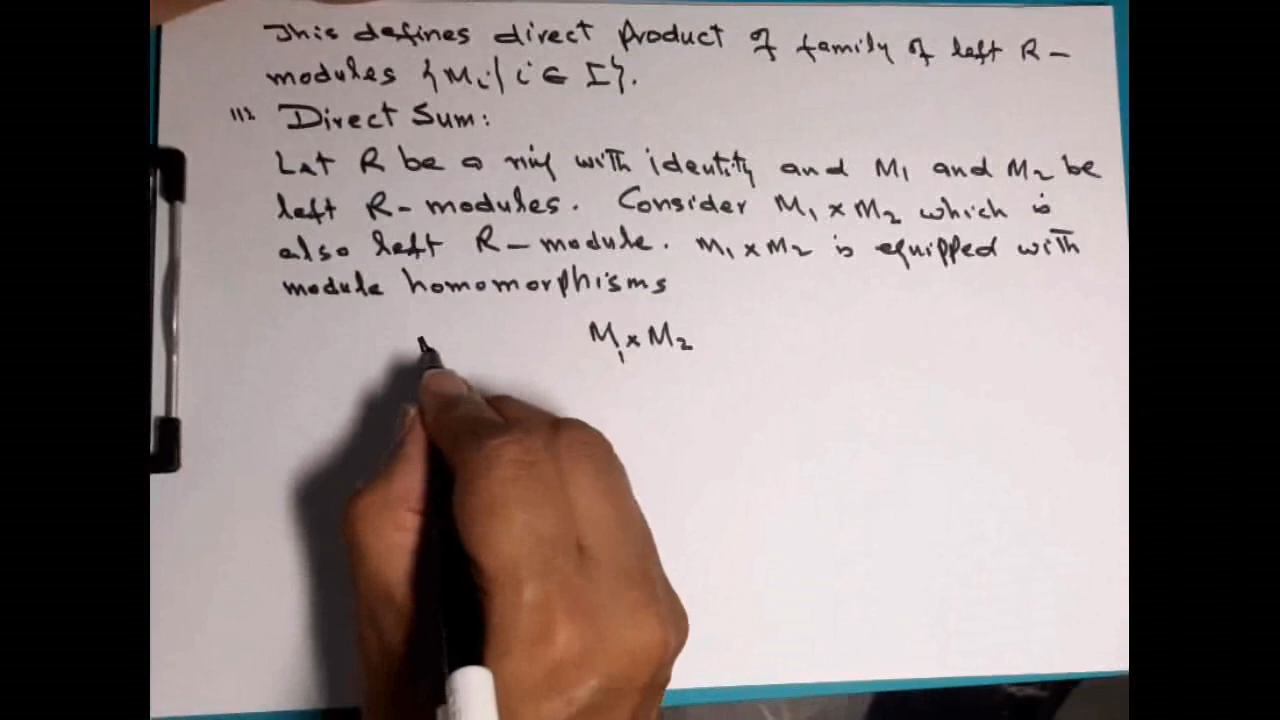 This defines direct product of family of left R-
modules {Mi | i ∈ I}.
iii) Direct Sum:
Let R be a ring with identity and M1 and M2 be
left R-modules. Consider M1 × M2 which is
also left R-module. M1 × M2 is equipped with
module homomorphisms
M1 × M2